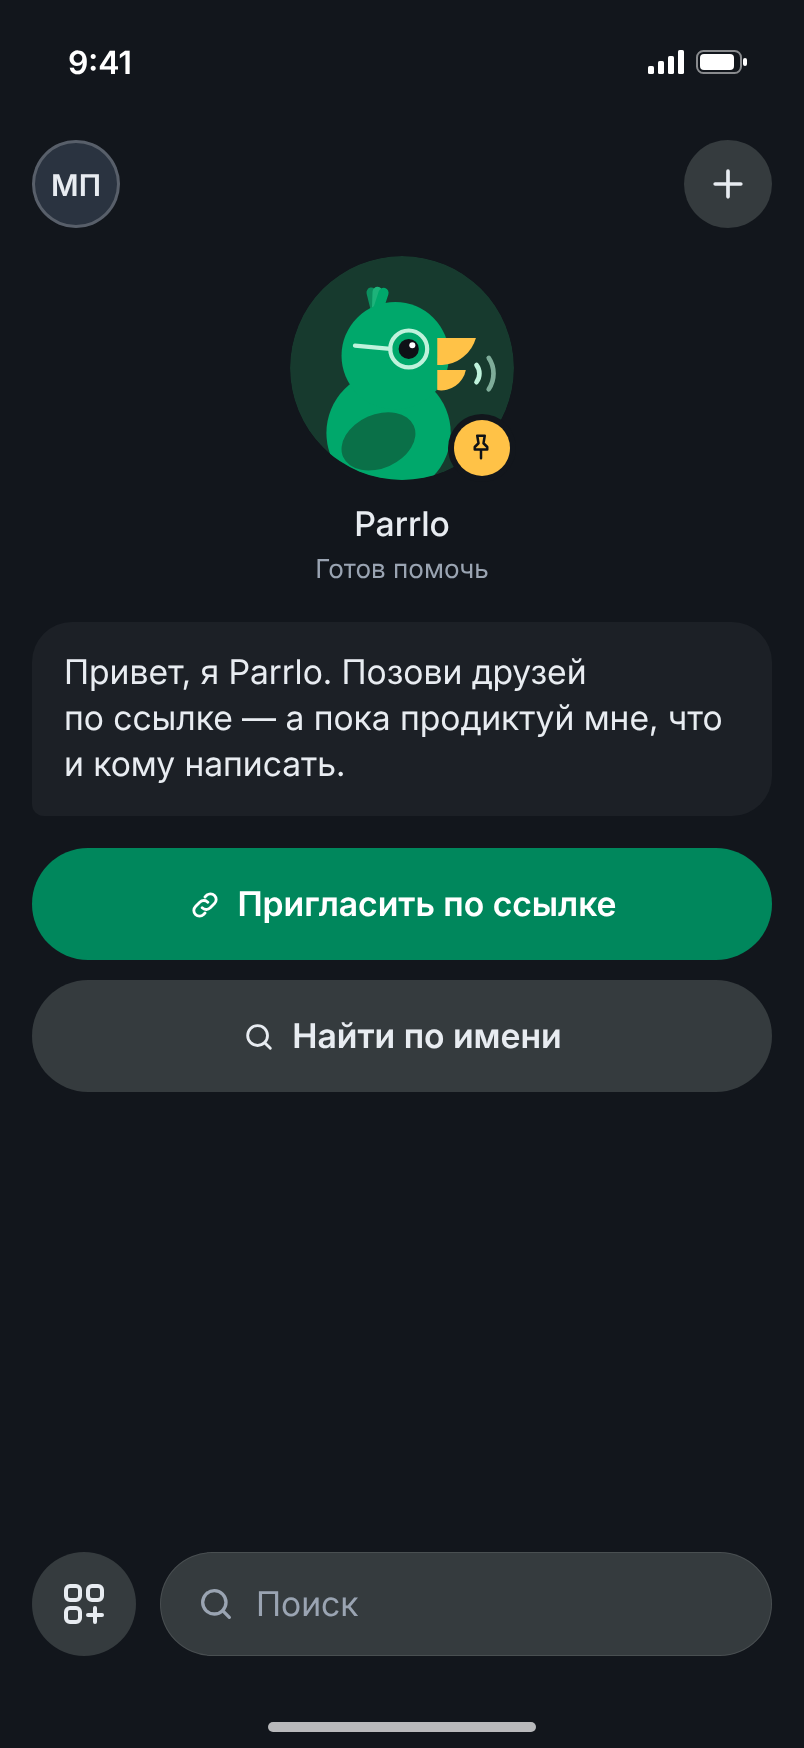 9:41
МП
Parrlo
Готов помочь
Привет, я Parrlo. Позови друзей
по ссылке — а пока продиктуй мне, что
и кому написать.
Пригласить по ссылке
Найти по имени
Поиск